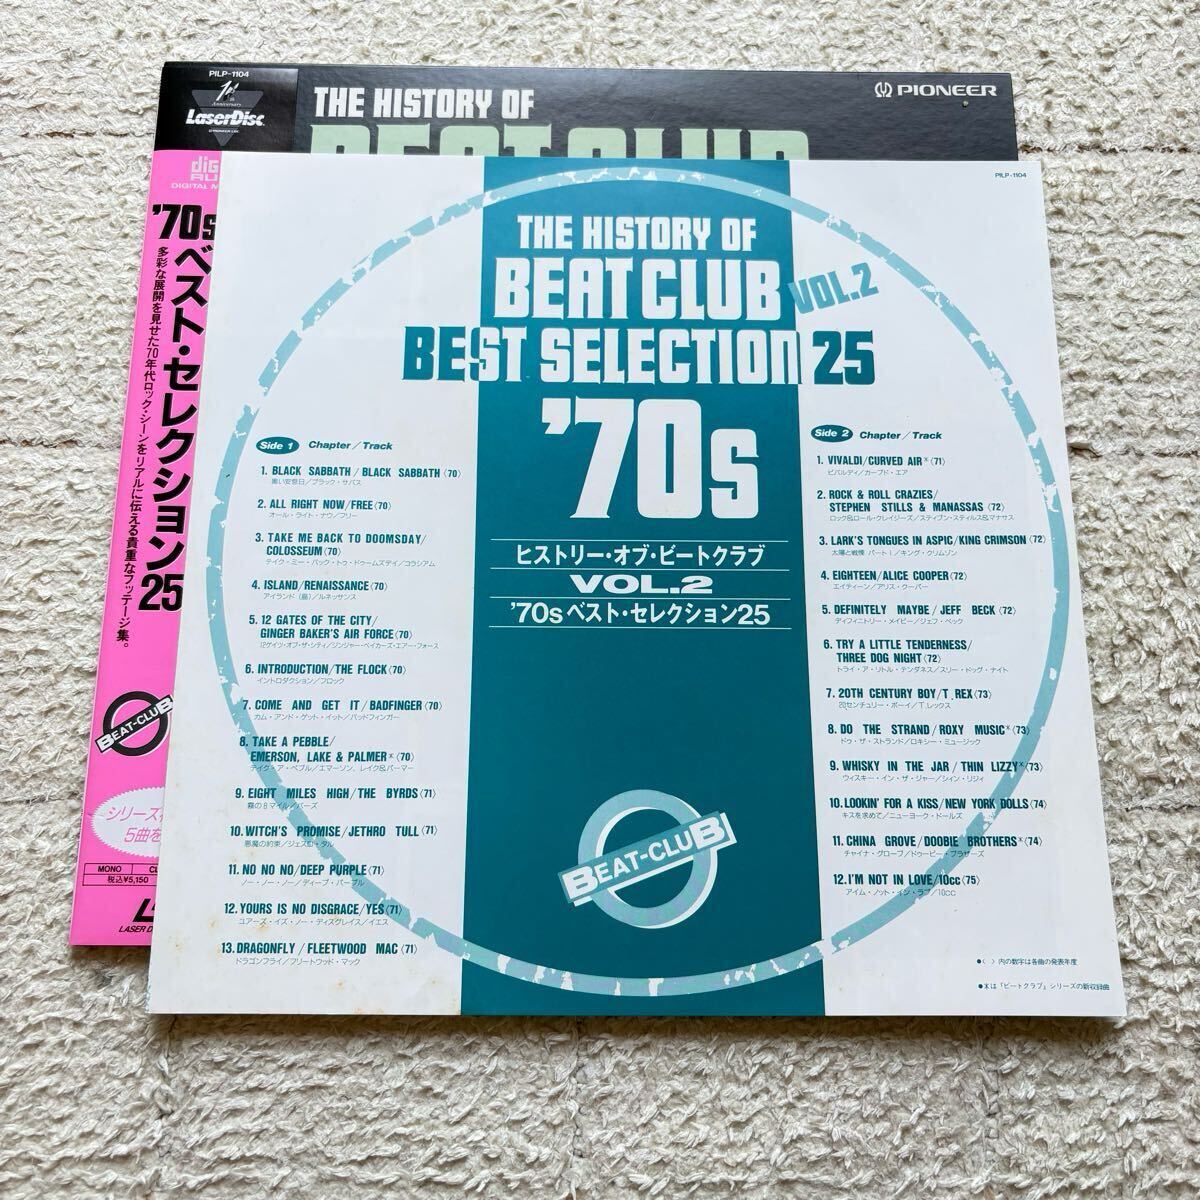 PILP-1104
1st
Anniversary
LaserDisc
THE HISTORY OF
BEAT CLUB
PIONEER
DIGITAL M
'70s ベスト・セレクション25
多彩な展開を見せた70年代ロック・シーンをリアルに伝える貴重なフッテージ集。
BEAT-CLUB
シリーズ
5曲を
MONO
税込¥5,150
LASER D
PILP-1104
THE HISTORY OF
BEAT CLUB VOL.2
BEST SELECTION 25
'70s
ヒストリー・オブ・ビートクラブ
VOL.2
'70s ベスト・セレクション25
BEAT-CLUB
Side 1 Chapter/Track
1. BLACK SABBATH/BLACK SABBATH〈70〉
黒い安息日/ブラック・サバス
2. ALL RIGHT NOW/FREE〈70〉
オール・ライト・ナウ/フリー
3. TAKE ME BACK TO DOOMSDAY/
COLOSSEUM〈70〉
テイク・ミー・バック・トゥ・ドゥームズデイ/コラシアム
4. ISLAND/RENAISSANCE〈70〉
アイランド(島)/ルネッサンス
5. 12 GATES OF THE CITY/
GINGER BAKER'S AIR FORCE〈70〉
12ゲイツ・オブ・ザ・シティ/ジンジャー・ベイカーズ・エアー・フォース
6. INTRODUCTION/THE FLOCK〈70〉
イントロダクション/フロック
7. COME AND GET IT/BADFINGER〈70〉
カム・アンド・ゲット・イット/バッドフィンガー
8. TAKE A PEBBLE/
EMERSON, LAKE & PALMER*〈70〉
テイク・ア・ペブル/エマーソン、レイク&パーマー
9. EIGHT MILES HIGH/THE BYRDS〈71〉
霧の8マイル/バーズ
10. WITCH'S PROMISE/JETHRO TULL〈71〉
悪魔の約束/ジェスロ・タル
11. NO NO NO/DEEP PURPLE〈71〉
ノー・ノー・ノー/ディープ・パープル
12. YOURS IS NO DISGRACE/YES〈71〉
ユアーズ・イズ・ノー・ディスグレイス/イエス
13. DRAGONFLY/FLEETWOOD MAC〈71〉
ドラゴンフライ/フリートウッド・マック
Side 2 Chapter/Track
1. VIVALDI/CURVED AIR*〈71〉
ビバルディ/カーブド・エア
2. ROCK & ROLL CRAZIES/
STEPHEN STILLS & MANASSAS〈72〉
ロック&ロール・クレイジーズ/スティブン・スティルス&マナサス
3. LARK'S TONGUES IN ASPIC/KING CRIMSON〈72〉
太陽と戦慄 パートI/キング・クリムゾン
4. EIGHTEEN/ALICE COOPER〈72〉
エイティーン/アリス・クーパー
5. DEFINITELY MAYBE/JEFF BECK〈72〉
ディフィニトリー・メイビー/ジェフ・ベック
6. TRY A LITTLE TENDERNESS/
THREE DOG NIGHT〈72〉
トライ・ア・リトル・テンダネス/スリー・ドッグ・ナイト
7. 20TH CENTURY BOY/T. REX〈73〉
20センチュリー・ボーイ/T.レックス
8. DO THE STRAND/ROXY MUSIC*〈73〉
ドゥ・ザ・ストランド/ロキシー・ミュージック
9. WHISKY IN THE JAR/THIN LIZZY*〈73〉
ウイスキー・イン・ザ・ジャー/シン・リジィ
10. LOOKIN' FOR A KISS/NEW YORK DOLLS〈74〉
キスを求めて/ニューヨーク・ドールズ
11. CHINA GROVE/DOOBIE BROTHERS*〈74〉
チャイナ・グローブ/ドゥービー・ブラザーズ
12. I'M NOT IN LOVE/10cc〈75〉
アイム・ノット・イン・ラブ/10CC
●〈 〉内の数字は各曲の発表年度
●*は「ビートクラブ」シリーズの新収録曲